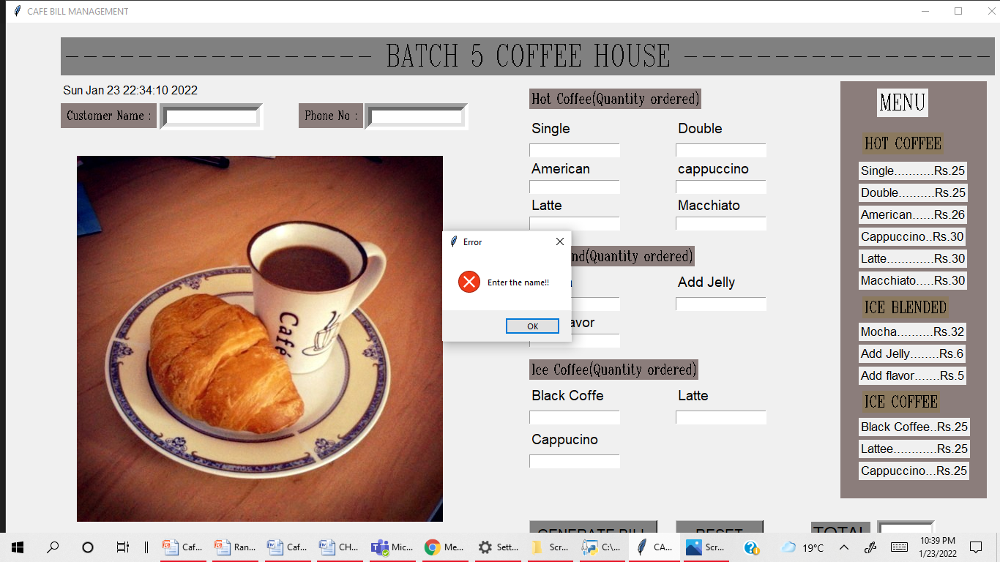 CAFE BILL MANAGEMENT
------------------ BATCH 5 COFFEE HOUSE ------------------
Sun Jan 23 22:34:10 2022
Customer Name :
Phone No :
Café
Hot Coffee(Quantity ordered)
Single
Double
American
cappuccino
Latte
Macchiato
(Quantity ordered)
Add Jelly
Ice Coffee(Quantity ordered)
Black Coffe
Latte
Cappucino
GENERATE BILL
RESET
TOTAL
Error
Enter the name!!
OK
MENU
HOT COFFEE
Single...........Rs.25
Double..........Rs.25
American......Rs.26
Cappuccino..Rs.30
Latte.............Rs.30
Macchiato.....Rs.30
ICE BLENDED
Mocha..........Rs.32
Add Jelly........Rs.6
Add flavor.......Rs.5
ICE COFFEE
Black Coffee..Rs.25
Lattee............Rs.25
Cappuccino...Rs.25
Caf...
Ran...
Caf...
CH...
Mic...
Me...
Sett...
Scr...
C:\...
CA...
Scr...
19°C
10:39 PM
1/23/2022